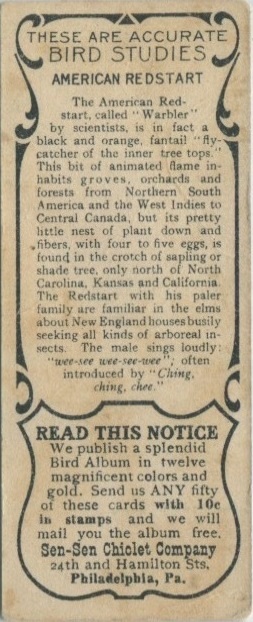 THESE ARE ACCURATE
BIRD STUDIES
AMERICAN REDSTART
The American Red-
start, called "Warbler"
by scientists, is in fact a
black and orange, fantail "fly-
catcher of the inner tree tops."
This bit of animated flame in-
habits groves, orchards and
forests from Northern South
America and the West Indies to
Central Canada, but its pretty
little nest of plant down and
fibers, with four to five eggs, is
found in the crotch of sapling or
shade tree, only north of North
Carolina, Kansas and California.
The Redstart with his paler
family are familiar in the elms
about New England houses busily
seeking all kinds of arboreal in-
sects. The male sings loudly:
"wee-see wee-see-wee"; often
introduced by "Ching,
ching, chee."
READ THIS NOTICE
We publish a splendid
Bird Album in twelve
magnificent colors and
gold. Send us ANY fifty
of these cards with 10c
in stamps and we will
mail you the album free.
Sen-Sen Chiclet Company
24th and Hamilton Sts.
Philadelphia, Pa.